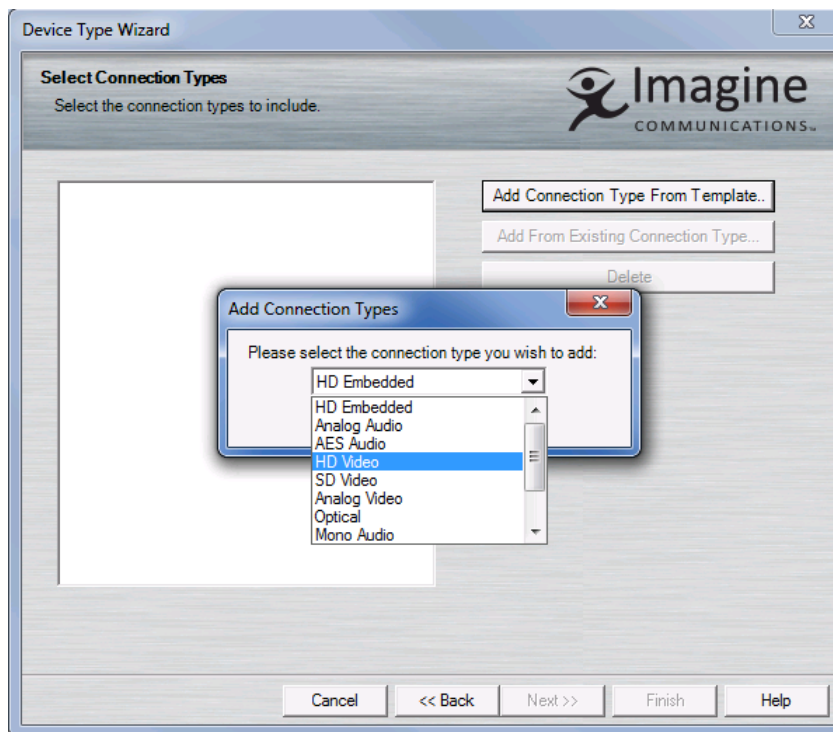 Device Type Wizard
Select Connection Types
Select the connection types to include.
Imagine
COMMUNICATIONS™
Add Connection Type From Template..
Add From Existing Connection Type...
Delete
Add Connection Types
Please select the connection type you wish to add:
HD Embedded
HD Embedded
Analog Audio
AES Audio
HD Video
SD Video
Analog Video
Optical
Mono Audio
Cancel
<< Back
Next >>
Finish
Help